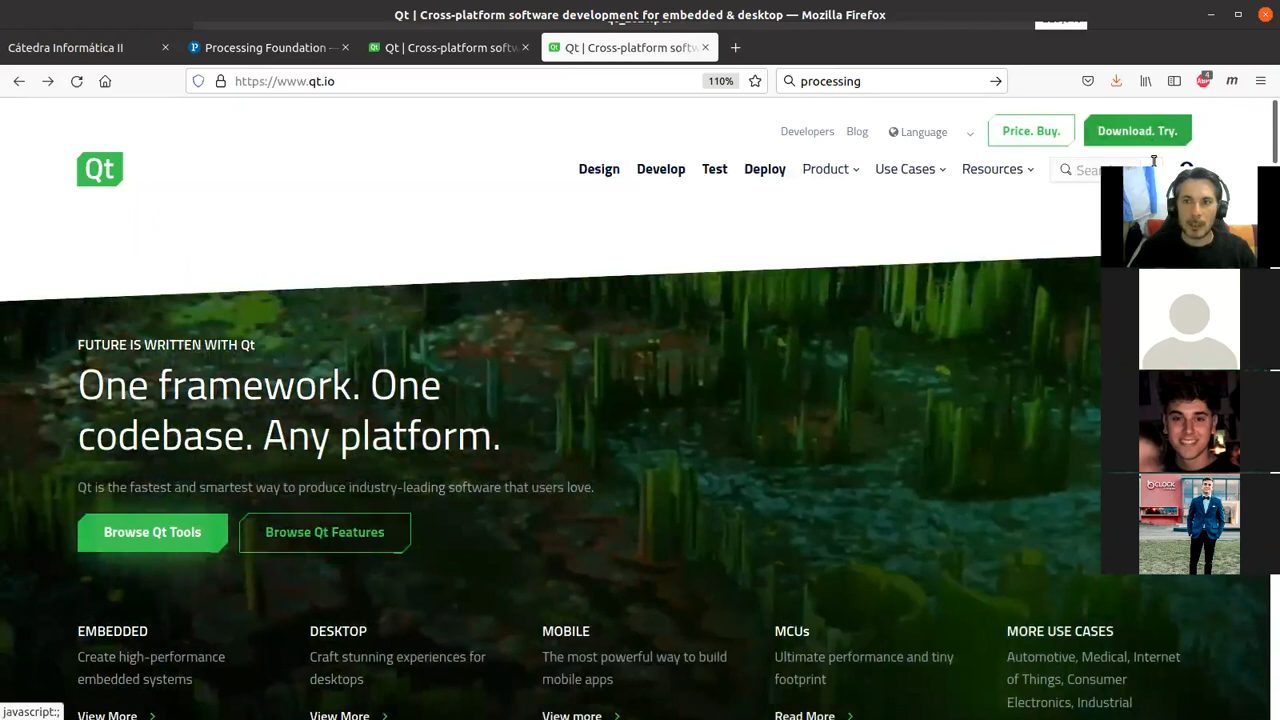 Qt | Cross-platform software development for embedded & desktop — Mozilla Firefox
Cátedra Informática II
Processing Foundation —
Qt | Cross-platform softw
Qt | Cross-platform softw
https://www.qt.io
110%
processing
4
m
Developers Blog Language Price. Buy. Download. Try.
Qt
Design Develop Test Deploy Product Use Cases Resources Sea
FUTURE IS WRITTEN WITH Qt
One framework. One
codebase. Any platform.
Qt is the fastest and smartest way to produce industry-leading software that users love.
Browse Qt Tools Browse Qt Features
EMBEDDED
Create high-performance
embedded systems
View More
DESKTOP
Craft stunning experiences for
desktops
View More
MOBILE
The most powerful way to build
mobile apps
View more
MCUs
Ultimate performance and tiny
footprint
Read More
MORE USE CASES
Automotive, Medical, Internet
of Things, Consumer
Electronics, Industrial
javascript:;